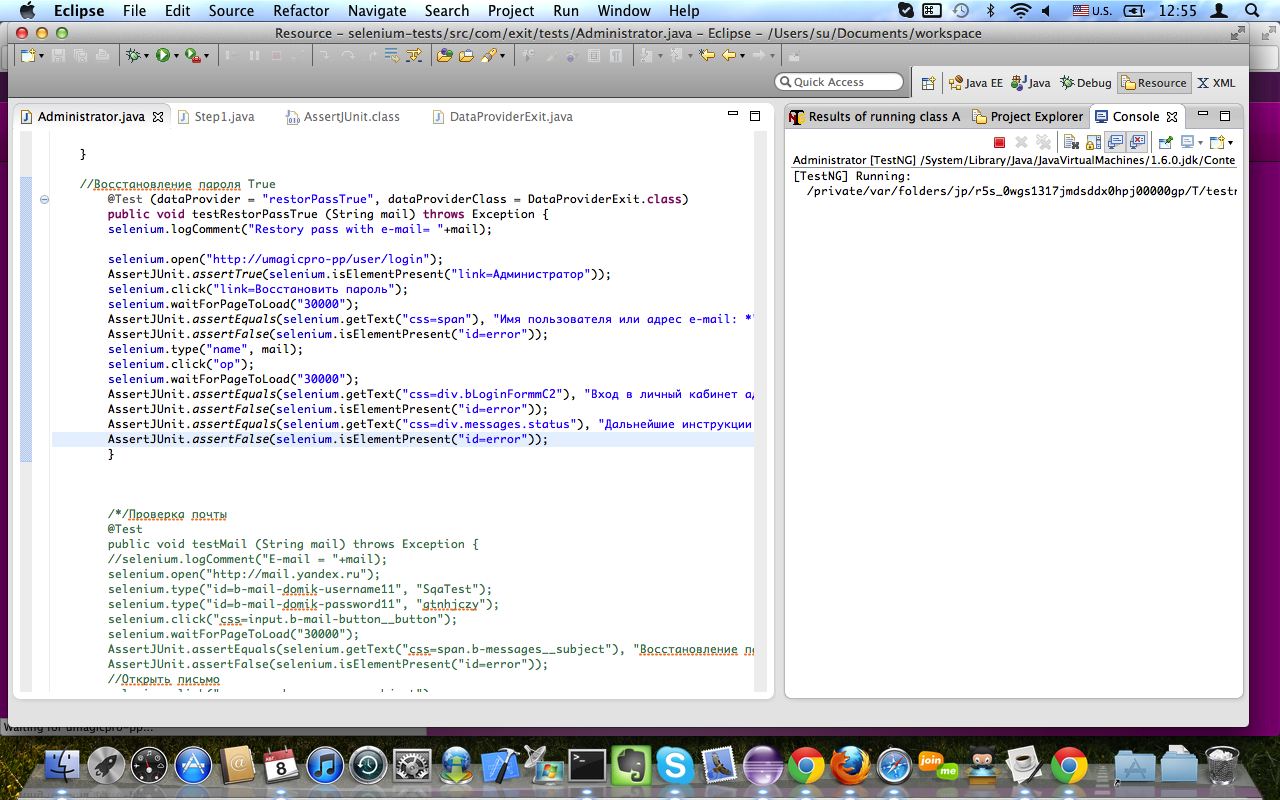 Eclipse File Edit Source Refactor Navigate Search Project Run Window Help U.S. 12:55
Resource – selenium-tests/src/com/exit/tests/Administrator.java – Eclipse – /Users/su/Documents/workspace
Quick Access Java EE Java Debug Resource X XML
Administrator.java Step1.java AssertJUnit.class DataProviderExit.java
}
//Восстановление пароля True
@Test (dataProvider = "restorPassTrue", dataProviderClass = DataProviderExit.class)
public void testRestorPassTrue (String mail) throws Exception {
selenium.logComment("Restory pass with e-mail= "+mail);
selenium.open("http://umagicpro-pp/user/login");
AssertJUnit.assertTrue(selenium.isElementPresent("link=Администратор"));
selenium.click("link=Восстановить пароль");
selenium.waitForPageToLoad("30000");
AssertJUnit.assertEquals(selenium.getText("css=span"), "Имя пользователя или адрес e-mail: *"
AssertJUnit.assertFalse(selenium.isElementPresent("id=error"));
selenium.type("name", mail);
selenium.click("op");
selenium.waitForPageToLoad("30000");
AssertJUnit.assertEquals(selenium.getText("css=div.bLoginFormmC2"), "Вход в личный кабинет ад
AssertJUnit.assertFalse(selenium.isElementPresent("id=error"));
AssertJUnit.assertEquals(selenium.getText("css=div.messages.status"), "Дальнейшие инструкции
AssertJUnit.assertFalse(selenium.isElementPresent("id=error"));
}
/*/Проверка почты
@Test
public void testMail (String mail) throws Exception {
//selenium.logComment("E-mail = "+mail);
selenium.open("http://mail.yandex.ru");
selenium.type("id=b-mail-domik-username11", "SqaTest");
selenium.type("id=b-mail-domik-password11", "gtnhjczy");
selenium.click("css=input.b-mail-button__button");
selenium.waitForPageToLoad("30000");
AssertJUnit.assertEquals(selenium.getText("css=span.b-messages__subject"), "Восстановление па
AssertJUnit.assertFalse(selenium.isElementPresent("id=error"));
//Открыть письмо
Results of running class A Project Explorer Console
Administrator [TestNG] /System/Library/Java/JavaVirtualMachines/1.6.0.jdk/Conte
[TestNG] Running:
/private/var/folders/jp/r5s_0wgs1317jmdsddx0hpj00000gp/T/testn
Waiting for umagicpro-pp...
8
join me